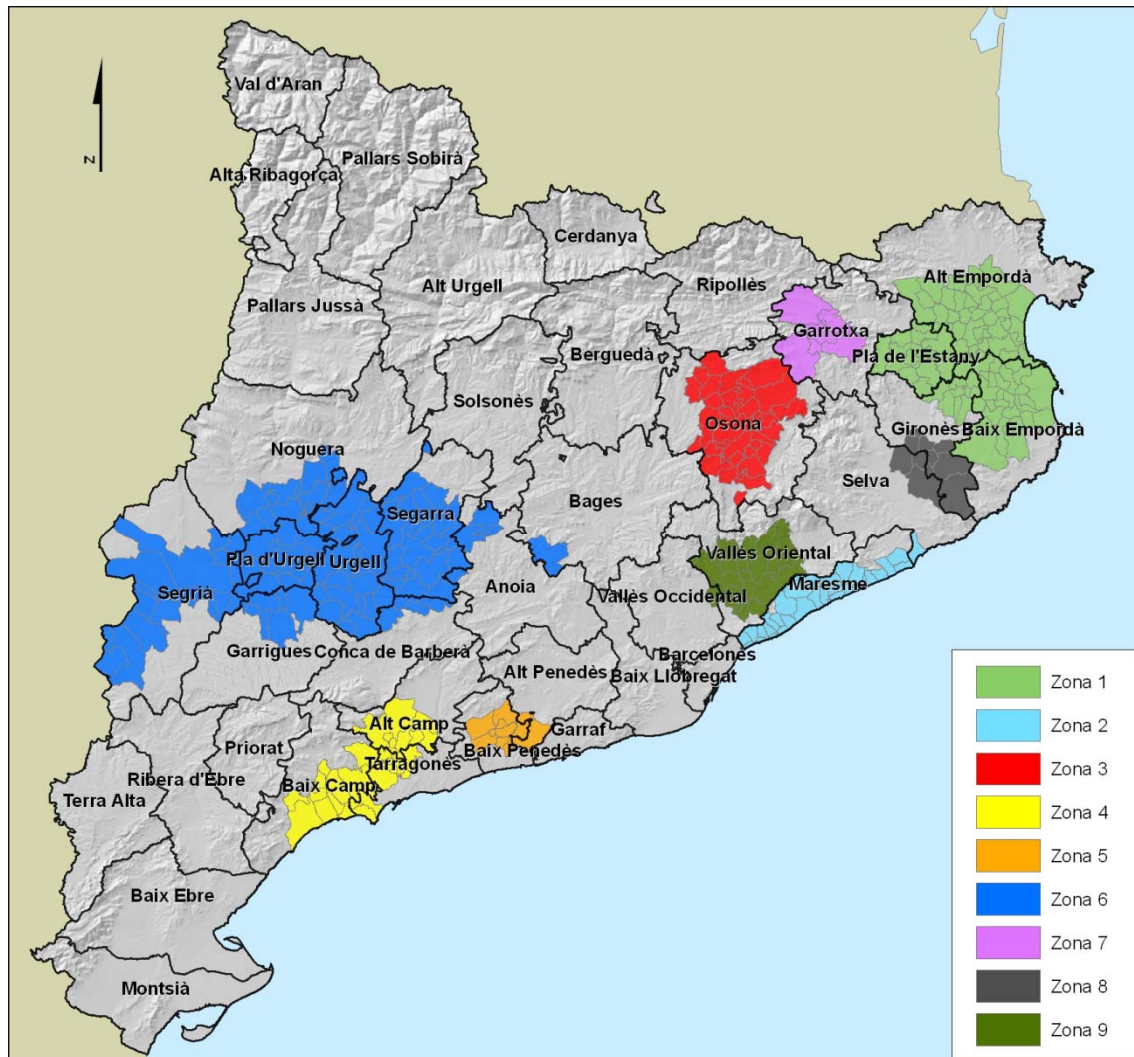 Val d'Aran
Pallars Sobirà
Alta Ribagorça
z
Cerdanya
Ripollès
Alt Empordà
Alt Urgell
Pallars Jussà
Garrotxa
Berguedà
Pla de l'Estany
Solsonès
Osona
Gironès
Baix Empordà
Noguera
Selva
Bages
Segarra
Vallès Oriental
Pla d'Urgell
Urgell
Segrià
Anoia
Maresme
Vallès Occidental
Garrigues
Conca de Barberà
Barcelonès
Alt Penedès
Baix Llobregat
Alt Camp
Garraf
Priorat
Baix Penedès
Tarragonès
Ribera d'Ebre
Baix Camp
Terra Alta
Baix Ebre
Montsià
Zona 1
Zona 2
Zona 3
Zona 4
Zona 5
Zona 6
Zona 7
Zona 8
Zona 9